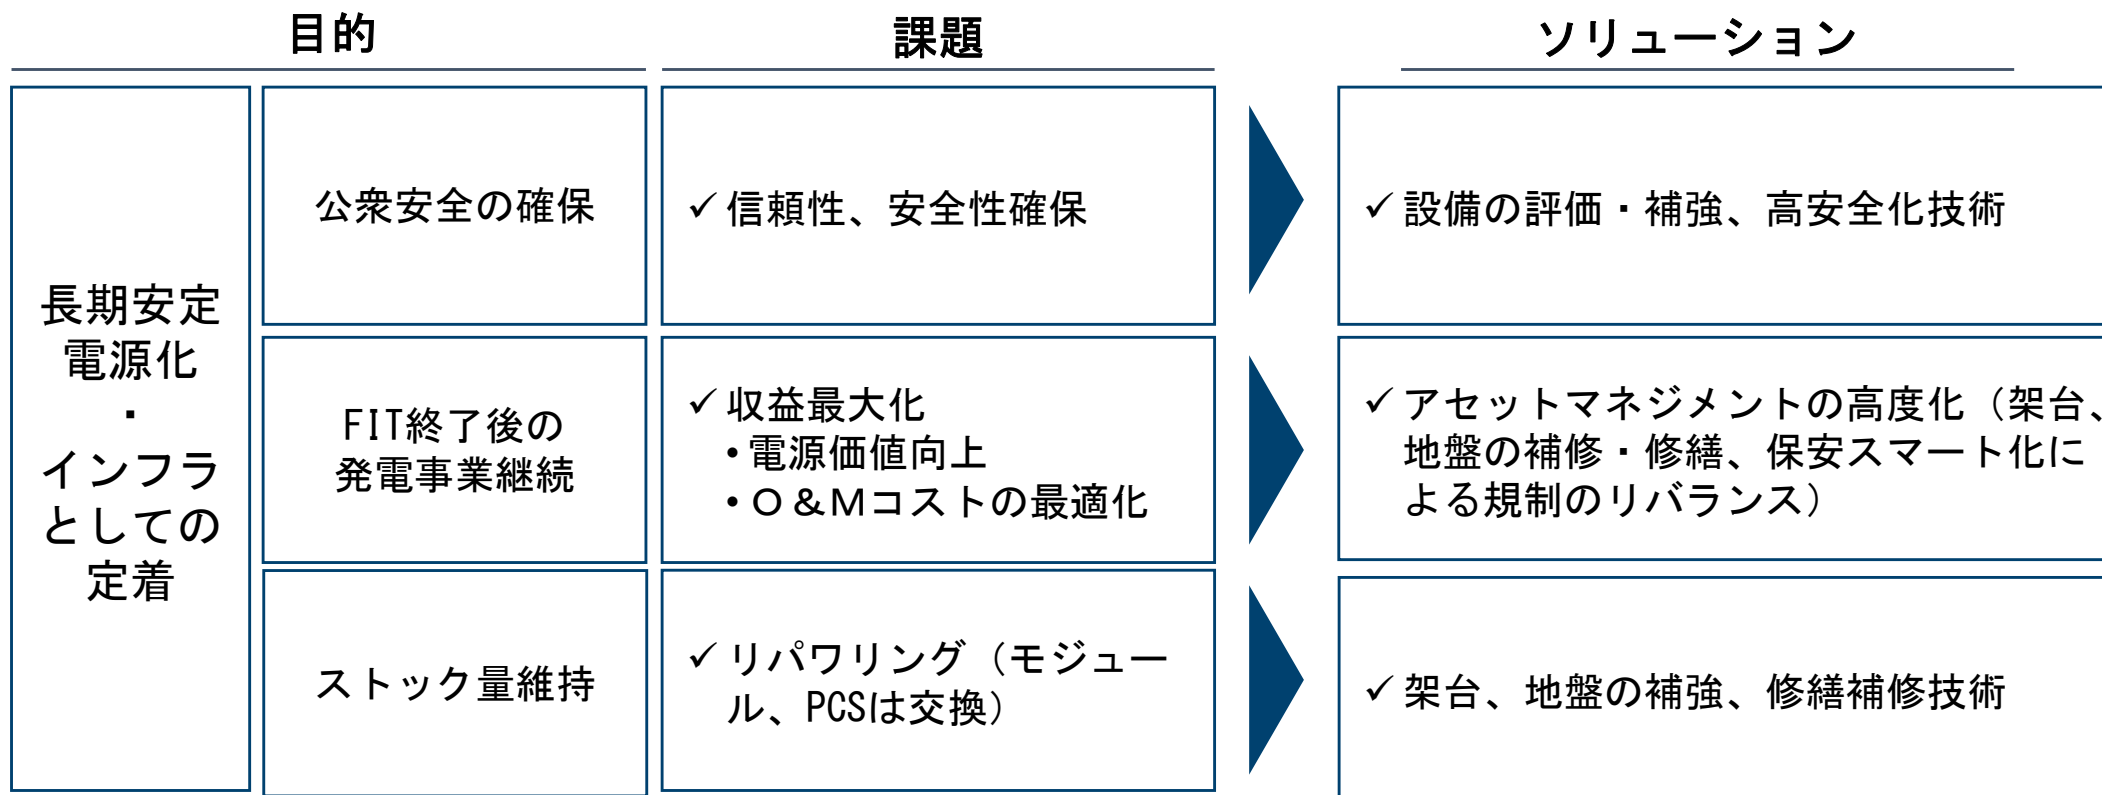 目的
課題
ソリューション
長期安定
電源化
・
インフラ
としての
定着
公衆安全の確保
✓信頼性、安全性確保
✓設備の評価・補強、高安全化技術
FIT終了後の
発電事業継続
✓収益最大化
•電源価値向上
•Ｏ＆Ｍコストの最適化
✓アセットマネジメントの高度化（架台、
地盤の補修・修繕、保安スマート化に
よる規制のリバランス）
ストック量維持
✓リパワリング（モジュー
ル、PCSは交換）
✓架台、地盤の補強、修繕補修技術